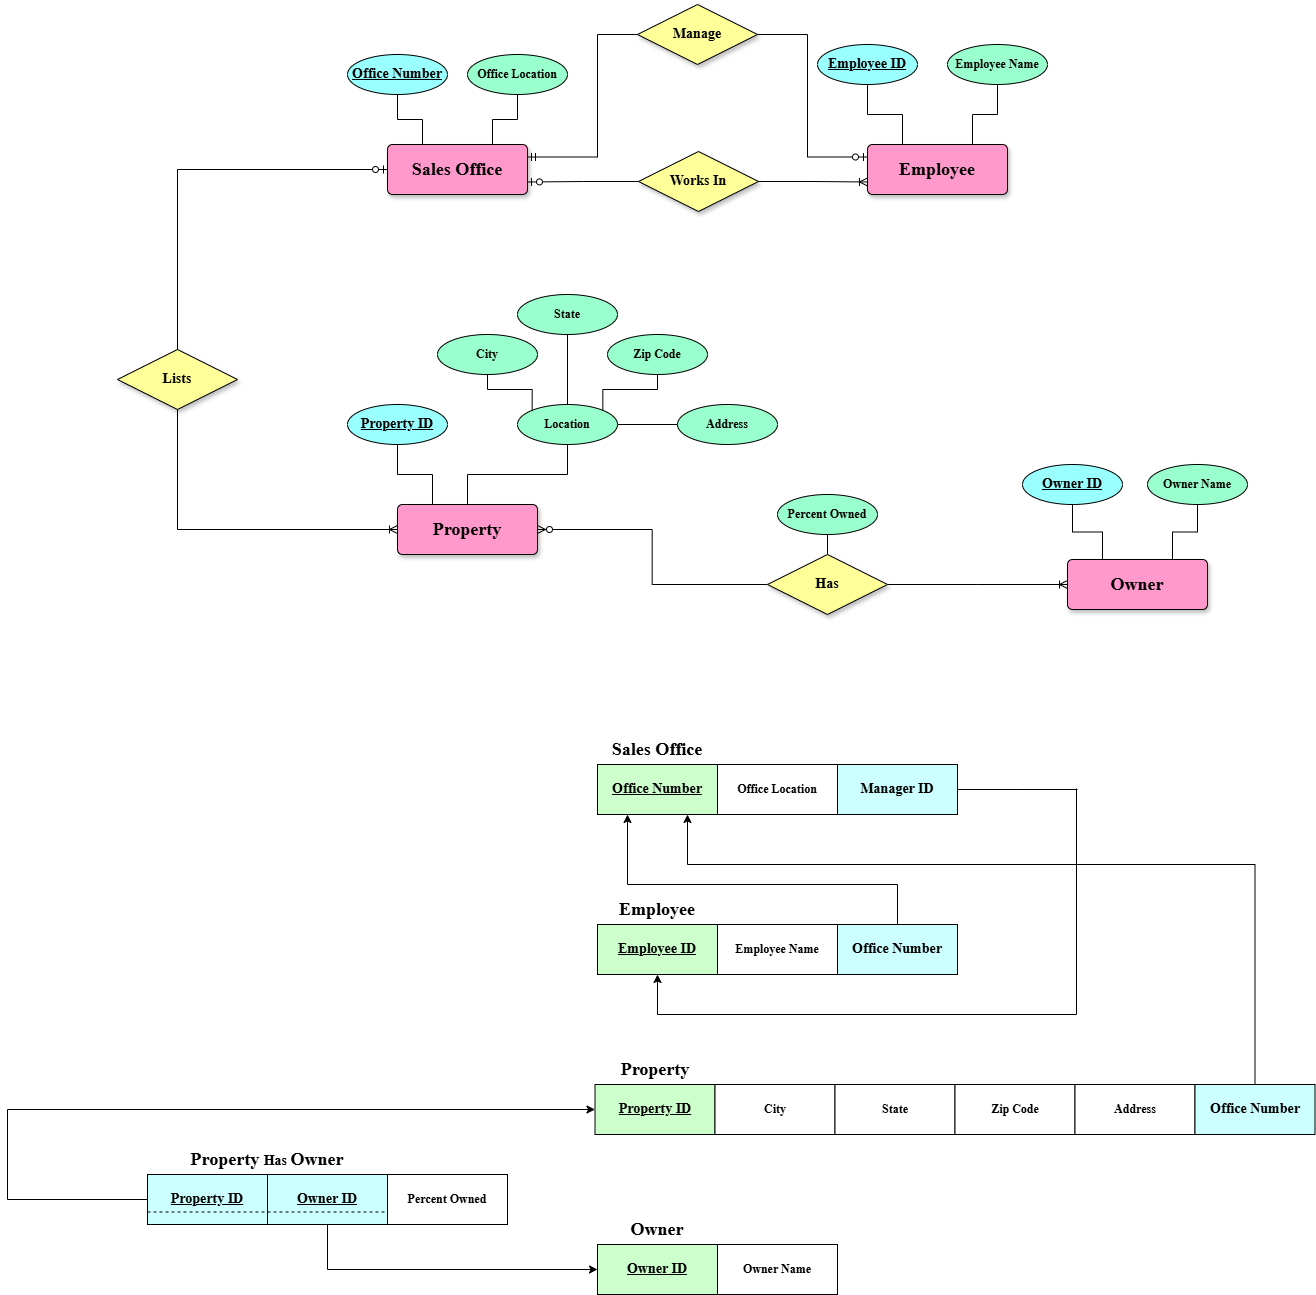 Manage
Office Number
Office Location
Employee ID
Employee Name
Sales Office
Employee
Works In
State
City
Zip Code
Lists
Property ID
Location
Address
Owner ID
Owner Name
Percent Owned
Property
Has
Owner
Sales Office
Office Number
Office Location
Manager ID
Employee
Employee ID
Employee Name
Office Number
Property
Property ID
City
State
Zip Code
Address
Office Number
Property Has Owner
Property ID
Owner ID
Percent Owned
Owner
Owner ID
Owner Name